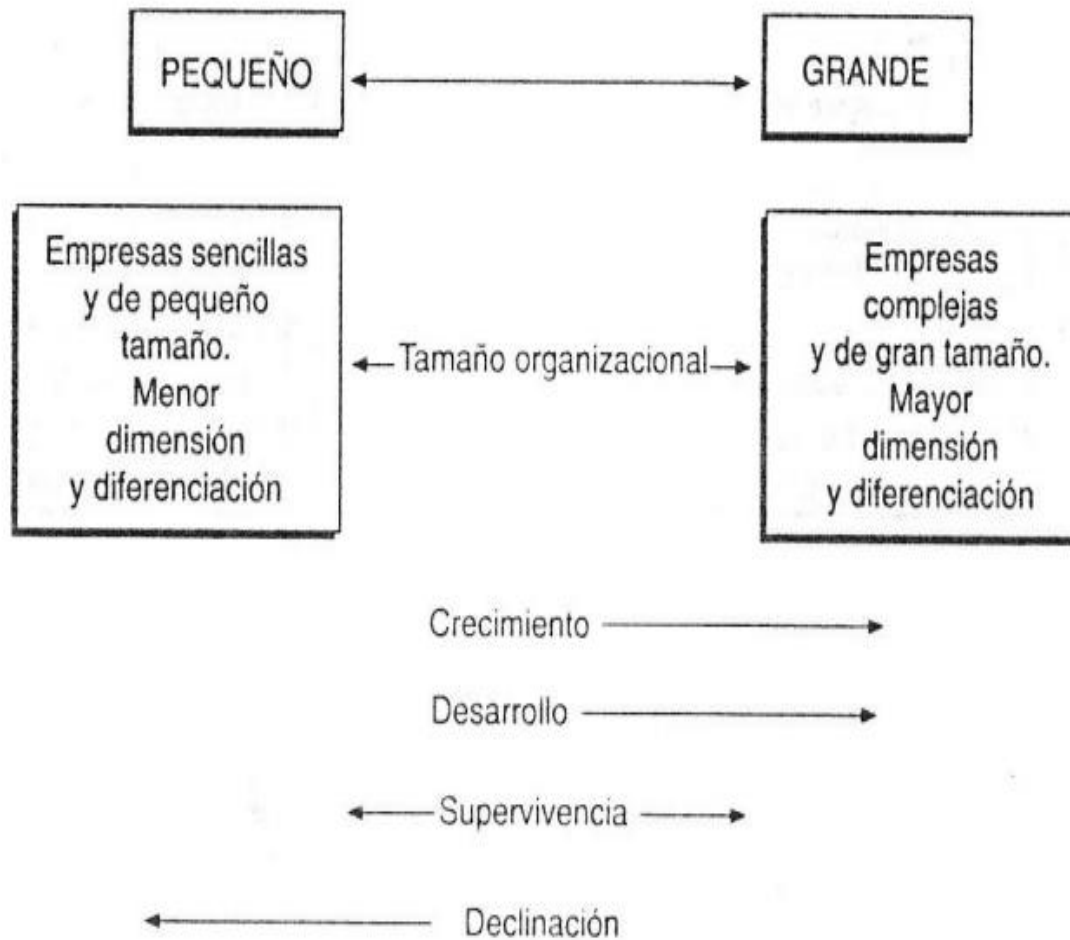 PEQUEÑO
GRANDE
Empresas sencillas
y de pequeño
tamaño.
Menor
dimensión
y diferenciación
Tamaño organizacional
Empresas
complejas
y de gran tamaño.
Mayor
dimensión
y diferenciación
Crecimiento
Desarrollo
Supervivencia
Declinación